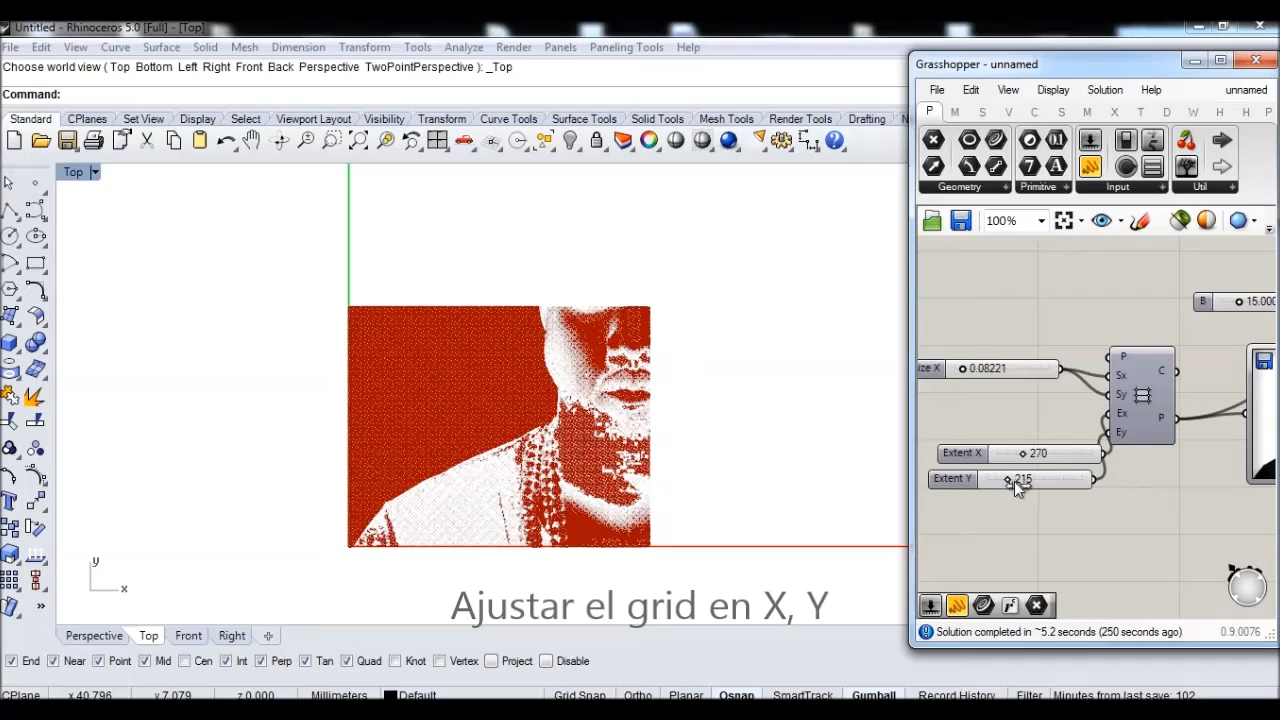 Untitled - Rhinoceros 5.0 [Full] - [Top]
File Edit View Curve Surface Solid Mesh Dimension Transform Tools Analyze Render Panels Paneling Tools Help
Choose world view ( Top Bottom Left Right Front Back Perspective TwoPointPerspective ): _Top
Command:
Standard CPlanes Set View Display Select Viewport Layout Visibility Transform Curve Tools Surface Tools Solid Tools Mesh Tools Render Tools Drafting
Top
y
x
Ajustar el grid en X, Y
Perspective Top Front Right
End Near Point Mid Cen Int Perp Tan Quad Knot Vertex Project Disable
CPlane x 40.796 y 7.079 z 0.000 Millimeters Default Grid Snap Ortho Planar Osnap SmartTrack Gumball Record History Filter Minutes from last save: 102
Grasshopper - unnamed
File Edit View Display Solution Help unnamed
P M S V C S M X T D W H H P
Geometry Primitive Input Util
100%
B 15.000
ize X 0.08221
P
Sx
Sy
Ex
Ey
C
P
Extent X 270
Extent Y 215
Solution completed in ~5.2 seconds (250 seconds ago) 0.9.0076